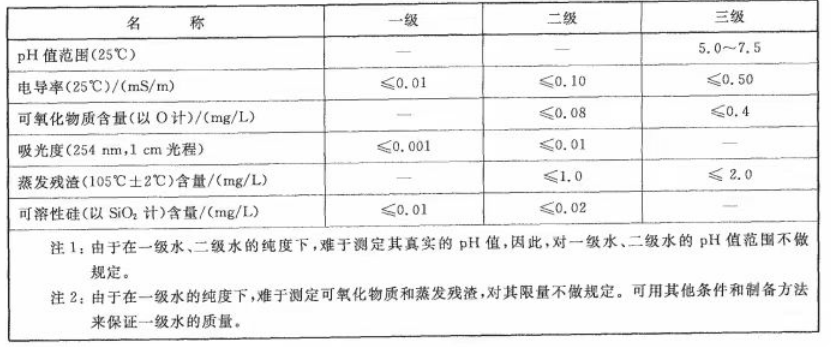 名 称 一级 二级 三级
pH 值范围(25℃) — — 5.0～7.5
电导率(25℃)/(mS/m) ≤0.01 ≤0.10 ≤0.50
可氧化物质含量(以 O 计)/(mg/L) — ≤0.08 ≤0.4
吸光度(254 nm,1 cm 光程) ≤0.001 ≤0.01 —
蒸发残渣(105℃±2℃)含量/(mg/L) — ≤1.0 ≤2.0
可溶性硅(以 SiO₂ 计)含量/(mg/L) ≤0.01 ≤0.02 —
注 1：由于在一级水、二级水的纯度下,难于测定其真实的 pH 值,因此,对一级水、二级水的 pH 值范围不做
规定。
注 2：由于在一级水的纯度下,难于测定可氧化物质和蒸发残渣,对其限量不做规定。可用其他条件和制备方法
来保证一级水的质量。